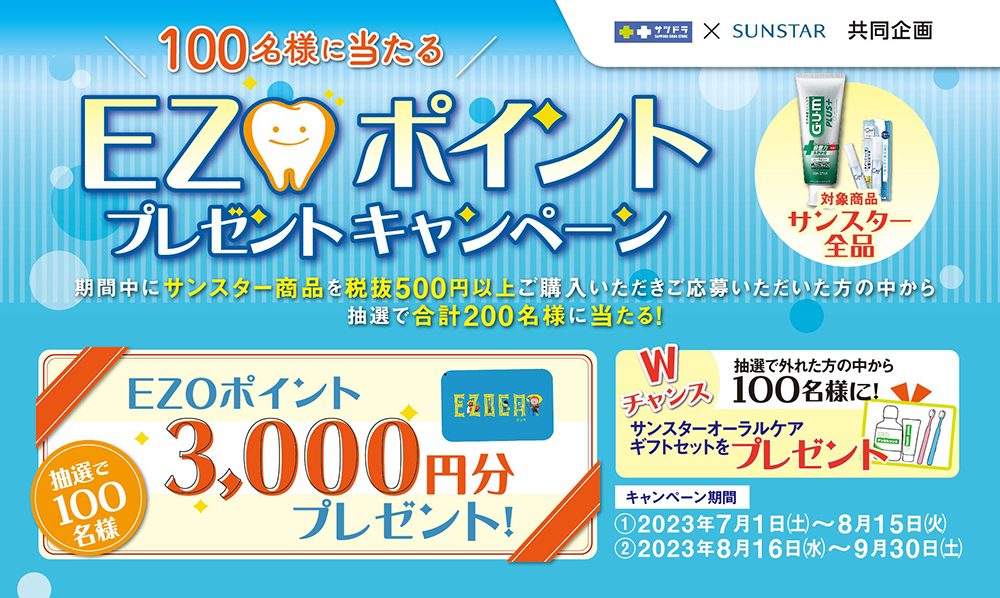 サツドラ
SAPPORO DRUG STORE
×
SUNSTAR
共同企画
100名様に当たる
EZOポイント
プレゼントキャンペーン
GUM
PLUS+
対象商品
サンスター
全品
期間中にサンスター商品を税抜500円以上ご購入いただきご応募いただいた方の中から
抽選で合計200名様に当たる!
EZOポイント
EZOCA
3,000円分
プレゼント!
抽選で
100
名様
W
チャンス
抽選で外れた方の中から
100名様に!
サンスターオーラルケア
ギフトセットをプレゼント
キャンペーン期間
①2023年7月1日㈯〜8月15日㈫
②2023年8月16日㈬〜9月30日㈯